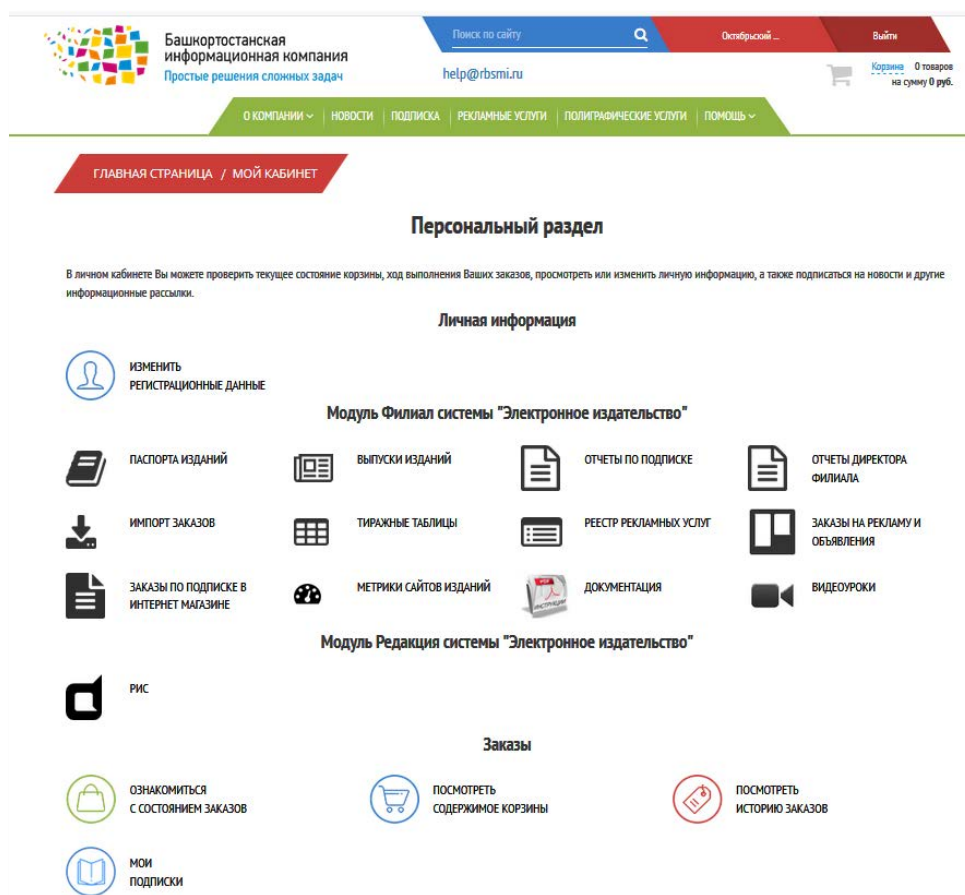 Башкортостанская
информационная компания
Простые решения сложных задач
Поиск по сайту
Октябрьский ...
Выйти
help@rbsmi.ru
Корзина 0 товаров
на сумму 0 руб.
О КОМПАНИИ
НОВОСТИ
ПОДПИСКА
РЕКЛАМНЫЕ УСЛУГИ
ПОЛИГРАФИЧЕСКИЕ УСЛУГИ
ПОМОЩЬ
ГЛАВНАЯ СТРАНИЦА / МОЙ КАБИНЕТ
Персональный раздел
В личном кабинете Вы можете проверить текущее состояние корзины, ход выполнения Ваших заказов, просмотреть или изменить личную информацию, а также подписаться на новости и другие
информационные рассылки.
Личная информация
ИЗМЕНИТЬ
РЕГИСТРАЦИОННЫЕ ДАННЫЕ
Модуль Филиал системы "Электронное издательство"
ПАСПОРТА ИЗДАНИЙ
ВЫПУСКИ ИЗДАНИЙ
ОТЧЕТЫ ПО ПОДПИСКЕ
ОТЧЕТЫ ДИРЕКТОРА
ФИЛИАЛА
ИМПОРТ ЗАКАЗОВ
ТИРАЖНЫЕ ТАБЛИЦЫ
РЕЕСТР РЕКЛАМНЫХ УСЛУГ
ЗАКАЗЫ НА РЕКЛАМУ И
ОБЪЯВЛЕНИЯ
ЗАКАЗЫ ПО ПОДПИСКЕ В
ИНТЕРНЕТ МАГАЗИНЕ
МЕТРИКИ САЙТОВ ИЗДАНИЙ
PDF
ИНСТРУКЦИИ
ДОКУМЕНТАЦИЯ
ВИДЕОУРОКИ
Модуль Редакция системы "Электронное издательство"
РИС
Заказы
ОЗНАКОМИТЬСЯ
С СОСТОЯНИЕМ ЗАКАЗОВ
ПОСМОТРЕТЬ
СОДЕРЖИМОЕ КОРЗИНЫ
ПОСМОТРЕТЬ
ИСТОРИЮ ЗАКАЗОВ
МОИ
ПОДПИСКИ